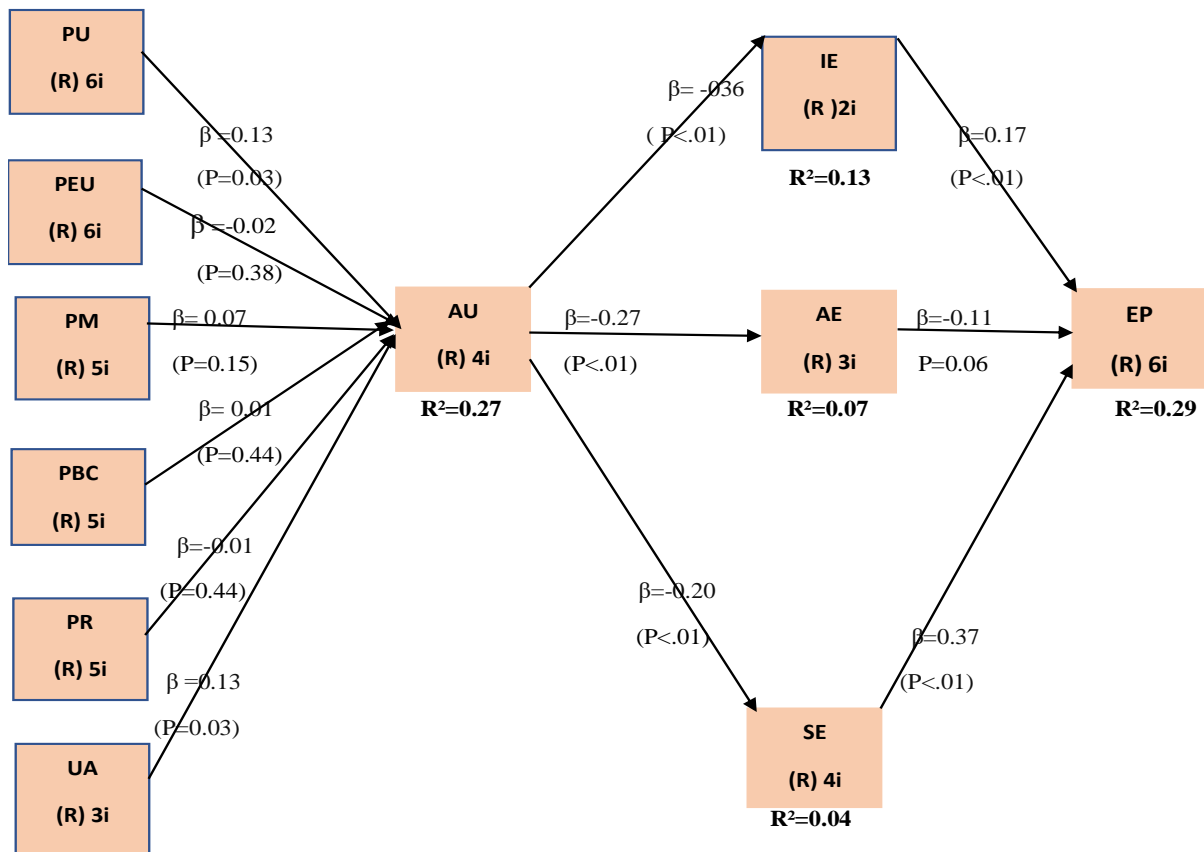 PU
(R) 6i
β =0.13
(P=0.03)
PEU
(R) 6i
β =-0.02
(P=0.38)
PM
(R) 5i
β= 0.07
(P=0.15)
PBC
(R) 5i
β= 0.01
(P=0.44)
PR
(R) 5i
β=-0.01
(P=0.44)
UA
(R) 3i
β =0.13
(P=0.03)
AU
(R) 4i
R²=0.27
β= -036
( P<.01)
β=-0.27
(P<.01)
β=-0.20
(P<.01)
IE
(R )2i
R²=0.13
AE
(R) 3i
R²=0.07
SE
(R) 4i
R²=0.04
β=0.17
(P<.01)
β=-0.11
P=0.06
β=0.37
(P<.01)
EP
(R) 6i
R²=0.29